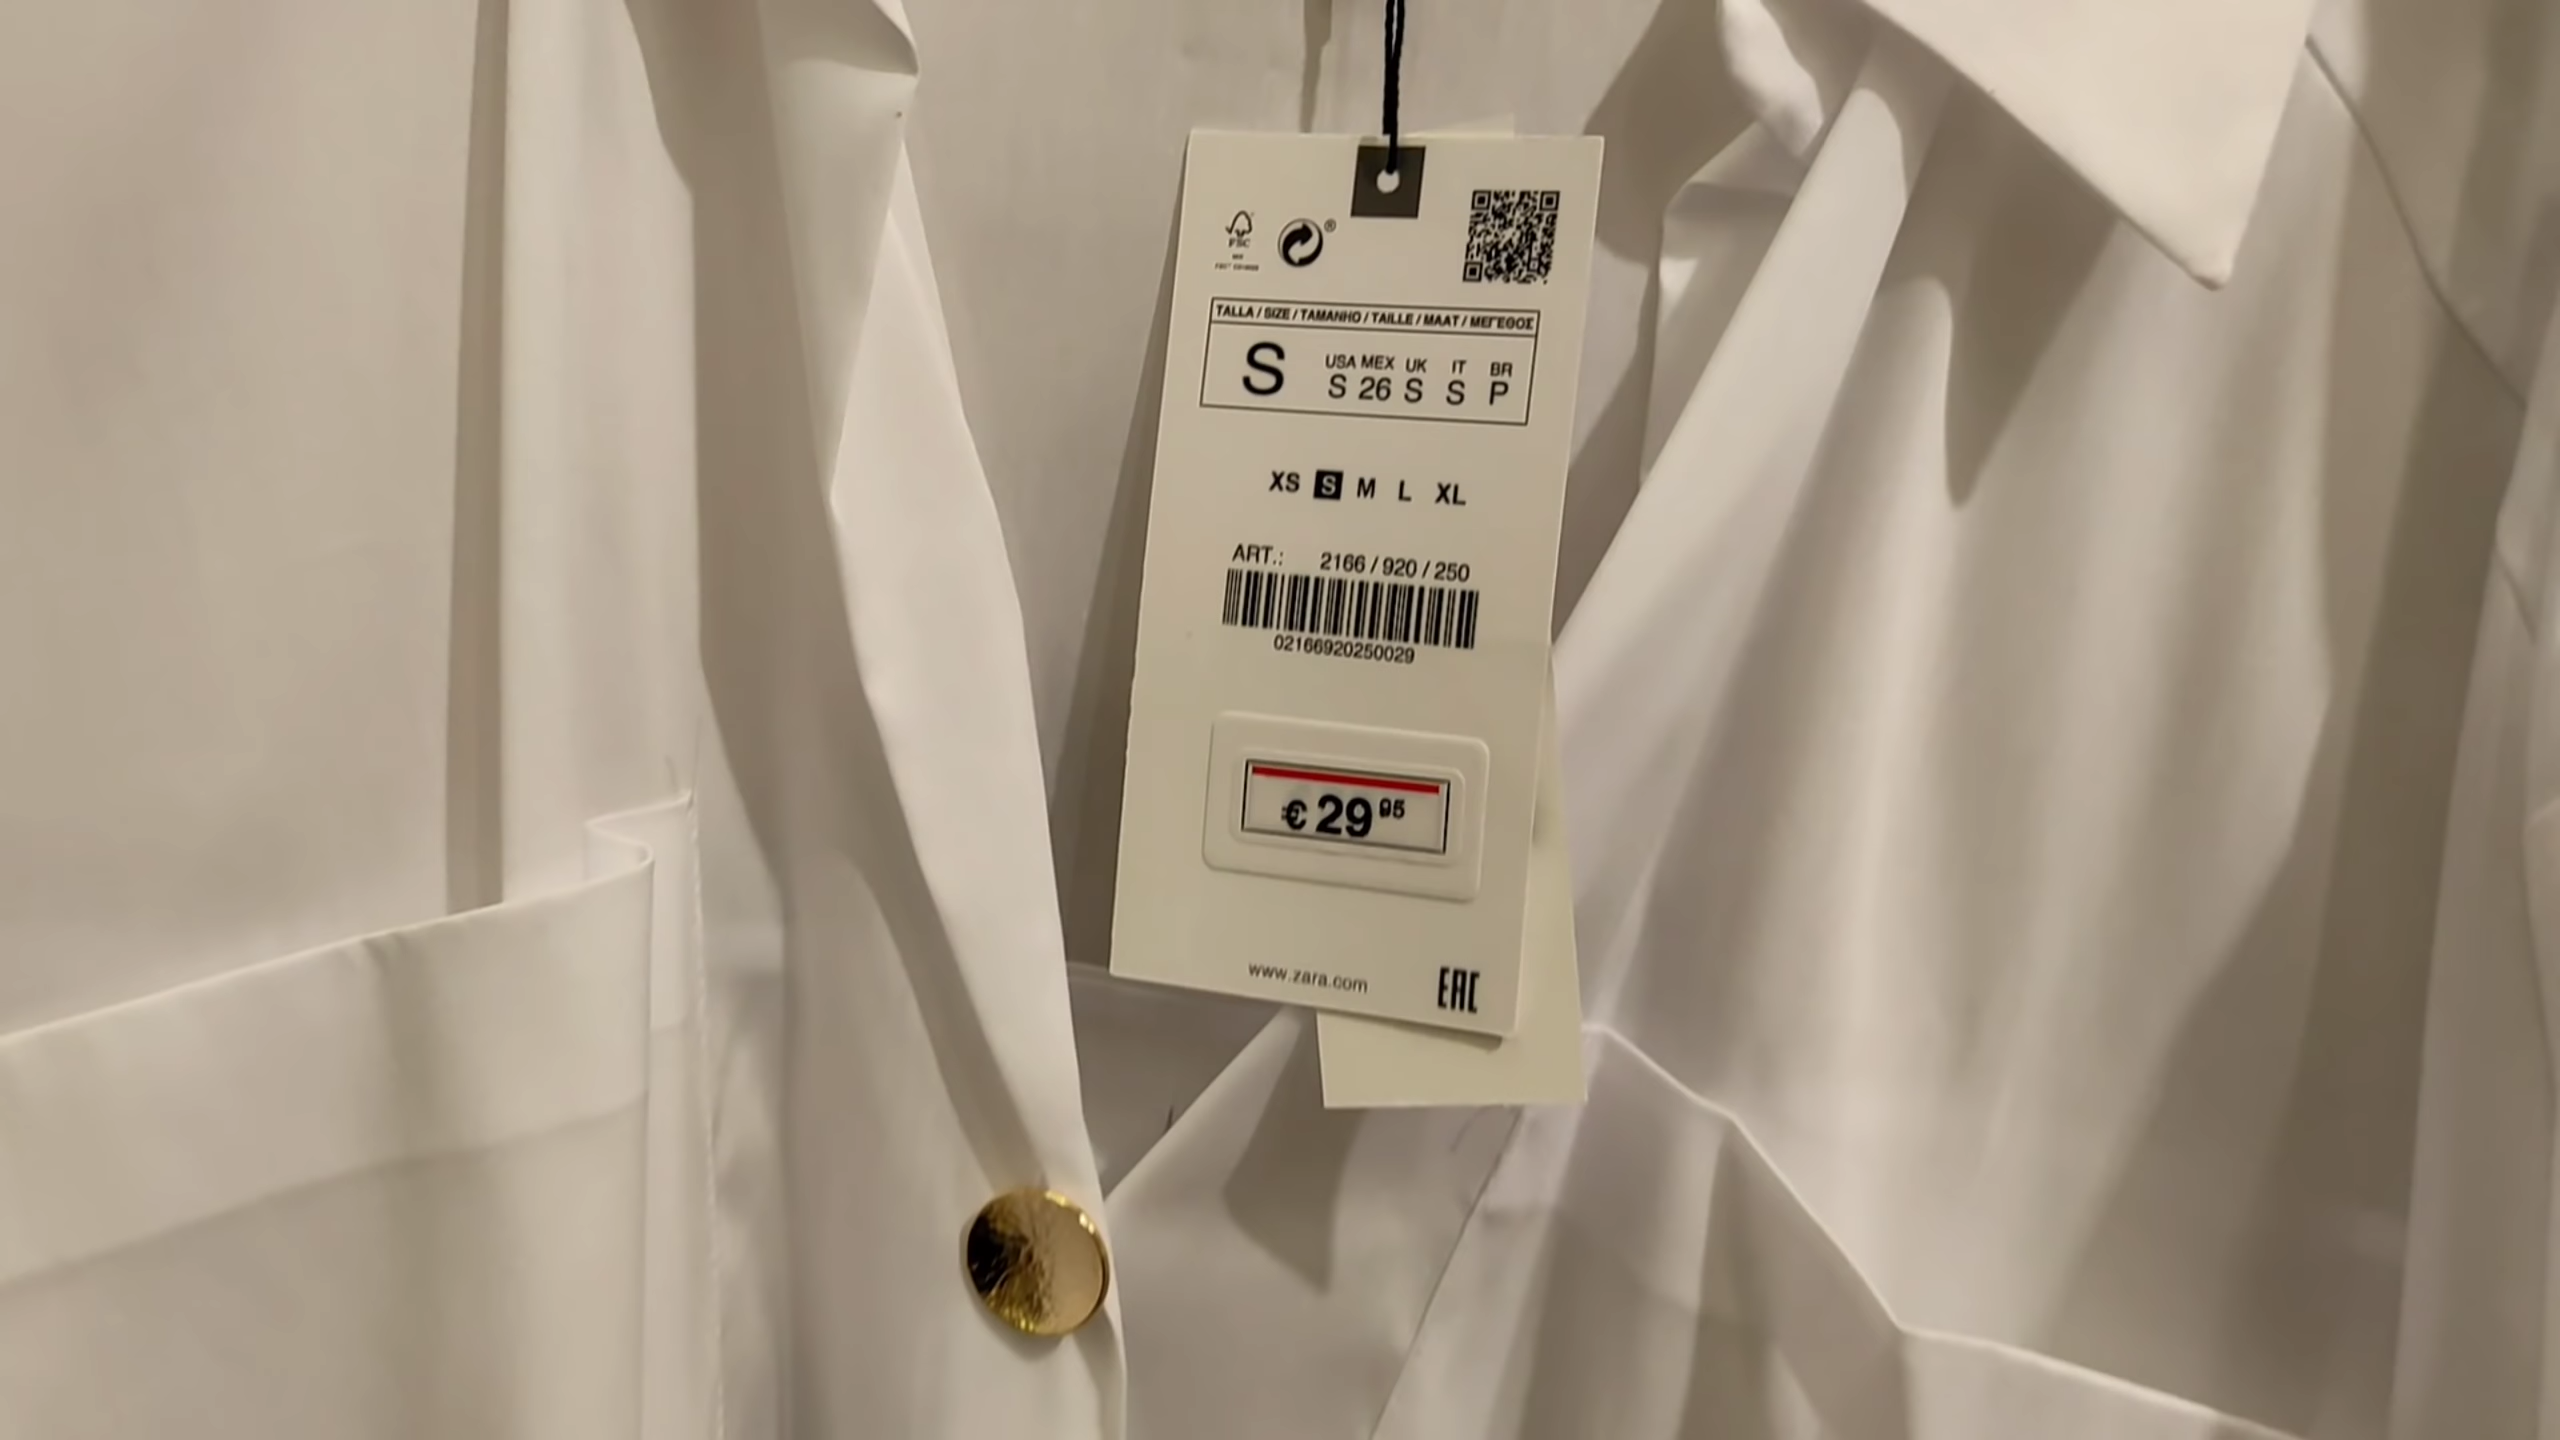 FSC
®
TALLA / SIZE / TAMANHO / TAILLE / MAAT / ΜΕΓΕΘΟΣ
S
USA MEX UK IT BR
S 26 S S P
XS S M L XL
ART.: 2166 / 920 / 250
02166920250029
€ 29 95
www.zara.com
EAC